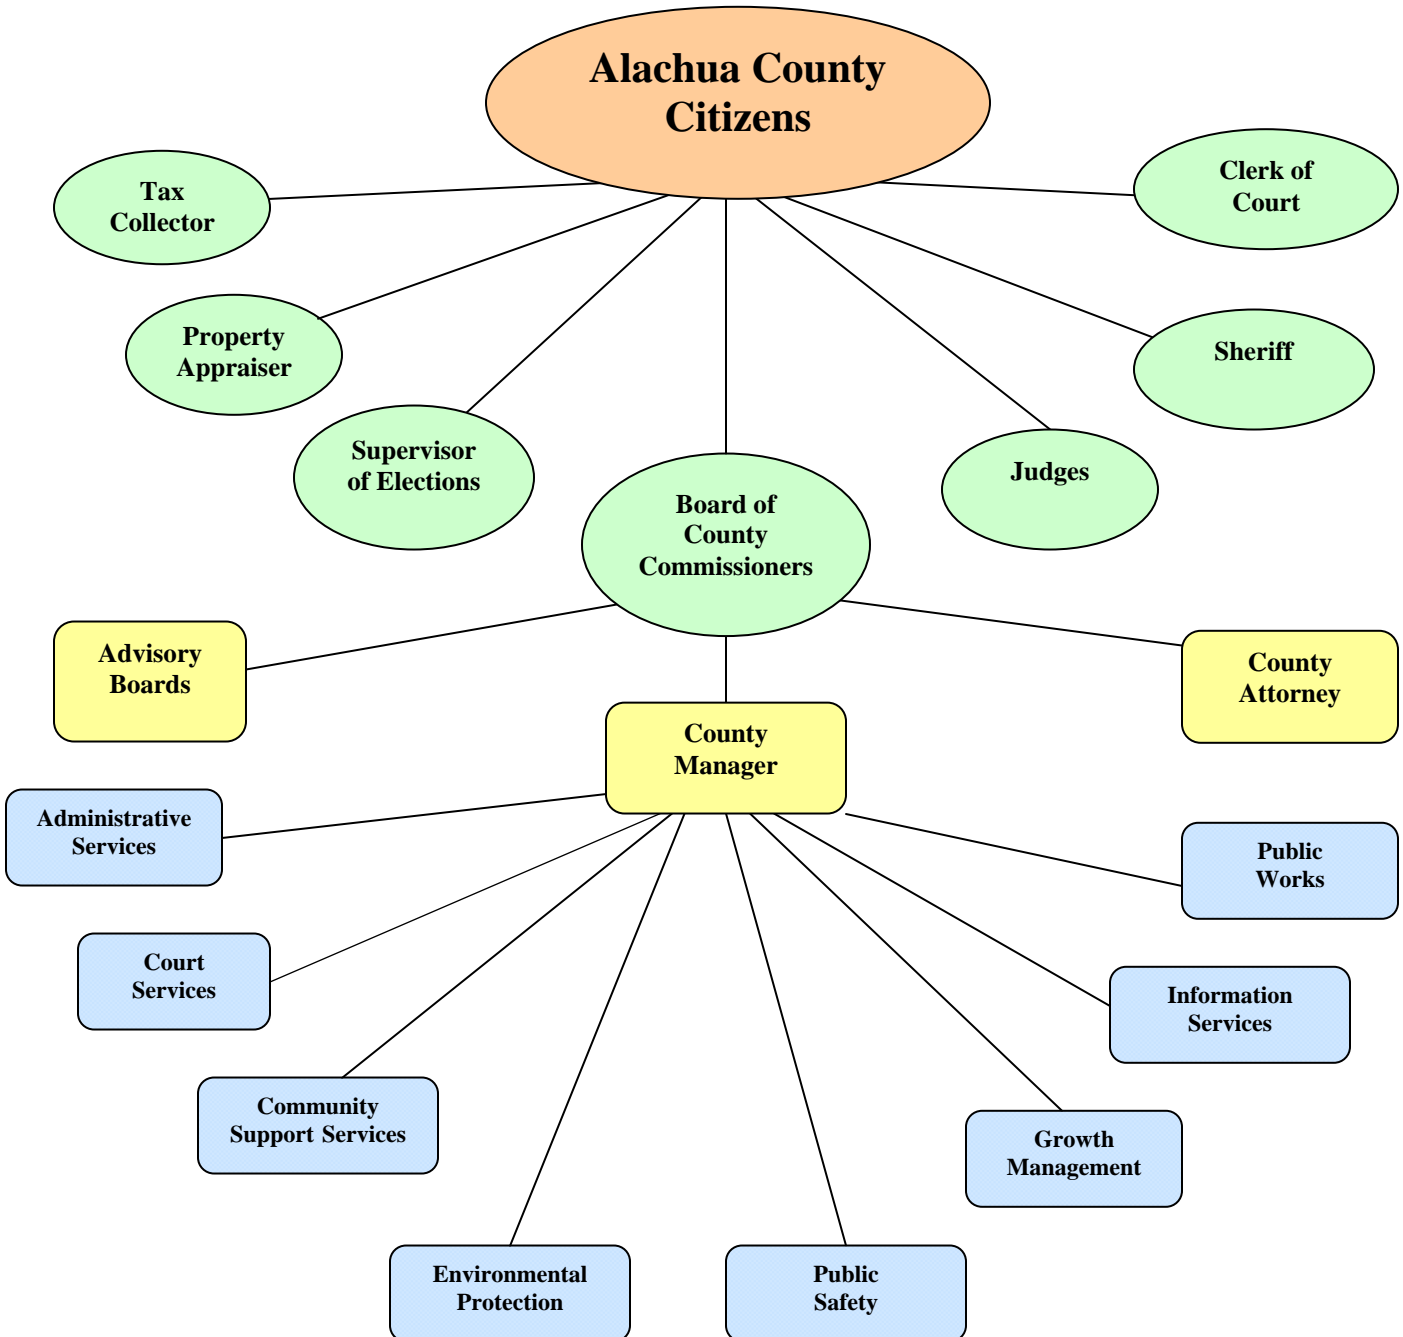 Alachua County
Citizens
Tax
Collector
Clerk of
Court
Property
Appraiser
Sheriff
Supervisor
of Elections
Judges
Board of
County
Commissioners
Advisory
Boards
County
Attorney
County
Manager
Administrative
Services
Public
Works
Court
Services
Information
Services
Community
Support Services
Growth
Management
Environmental
Protection
Public
Safety